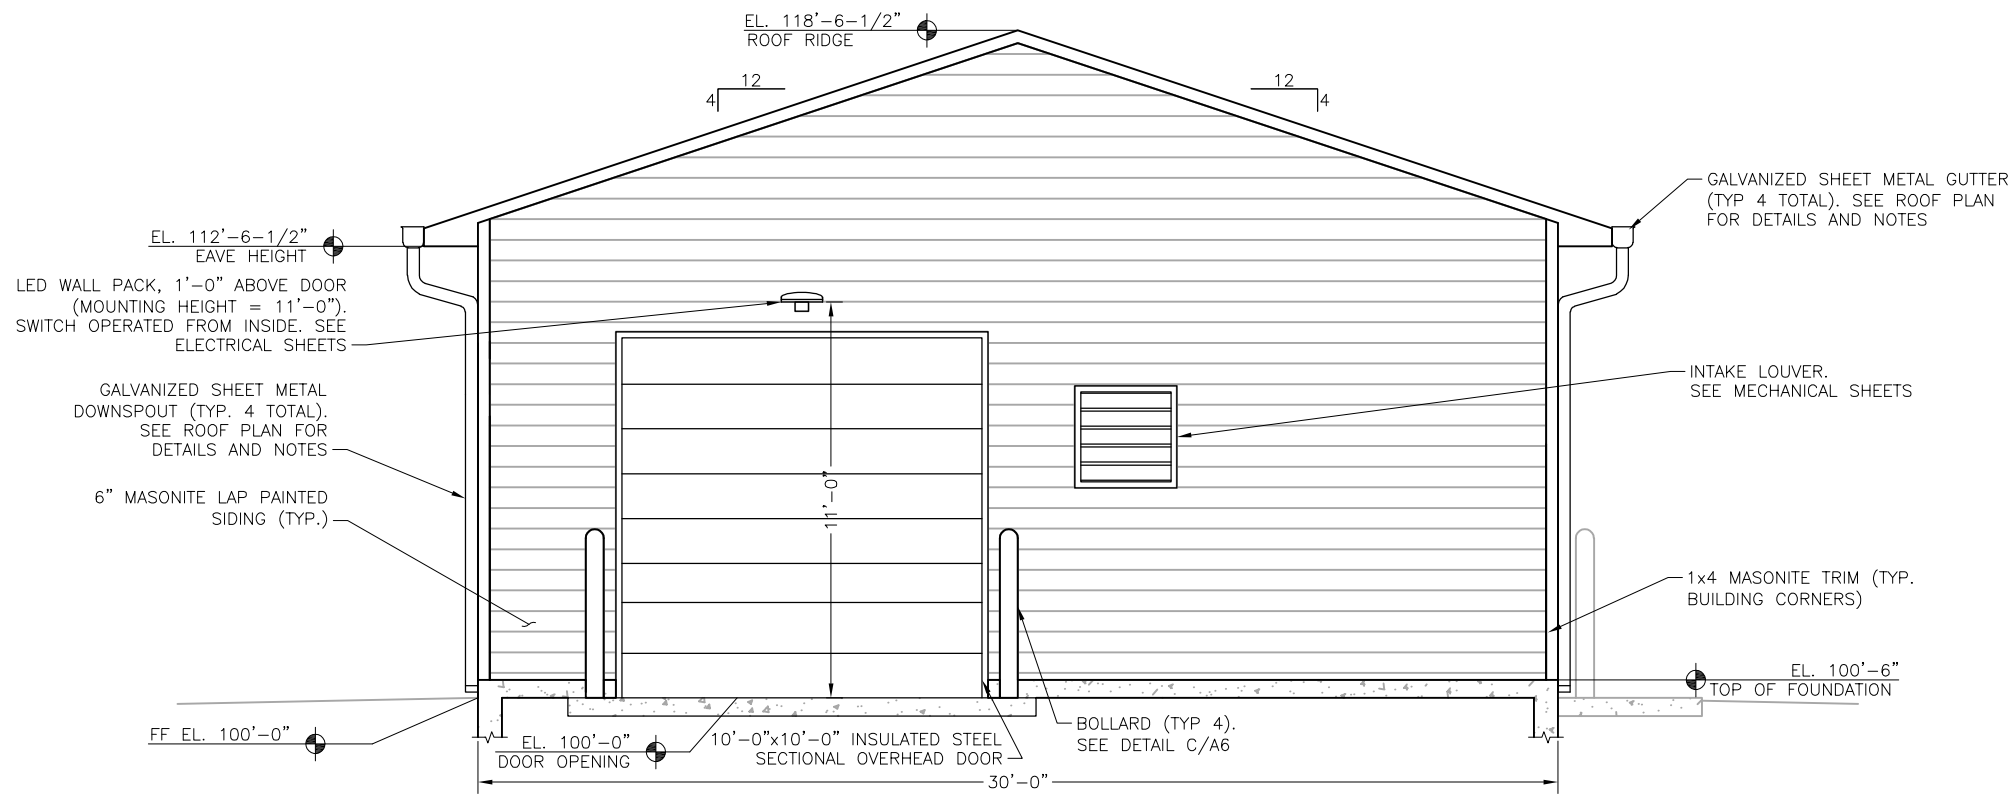 EL. 118'-6-1/2"
ROOF RIDGE
12
4
12
4
GALVANIZED SHEET METAL GUTTER
(TYP 4 TOTAL). SEE ROOF PLAN
FOR DETAILS AND NOTES
EL. 112'-6-1/2"
EAVE HEIGHT
LED WALL PACK, 1'-0" ABOVE DOOR
(MOUNTING HEIGHT = 11'-0").
SWITCH OPERATED FROM INSIDE. SEE
ELECTRICAL SHEETS
INTAKE LOUVER.
SEE MECHANICAL SHEETS
GALVANIZED SHEET METAL
DOWNSPOUT (TYP. 4 TOTAL).
SEE ROOF PLAN FOR
DETAILS AND NOTES
11'-0"
6" MASONITE LAP PAINTED
SIDING (TYP.)
1x4 MASONITE TRIM (TYP.
BUILDING CORNERS)
EL. 100'-6"
TOP OF FOUNDATION
FF EL. 100'-0"
EL. 100'-0"
DOOR OPENING
10'-0"x10'-0" INSULATED STEEL
SECTIONAL OVERHEAD DOOR
BOLLARD (TYP 4).
SEE DETAIL C/A6
30'-0"